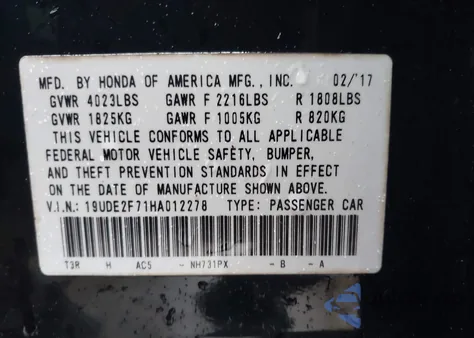 MFD. BY HONDA OF AMERICA MFG., INC. 02/'17
GVWR 4023LBS GAWR F 2216LBS R 1808LBS
GVWR 1825KG GAWR F 1005KG R 820KG
THIS VEHICLE CONFORMS TO ALL APPLICABLE
FEDERAL MOTOR VEHICLE SAFETY, BUMPER,
AND THEFT PREVENTION STANDARDS IN EFFECT
ON THE DATE OF MANUFACTURE SHOWN ABOVE.
V.I.N.: 19UDE2F71HA012278 TYPE: PASSENGER CAR
T3R H AC5 - NH731PX - B - A